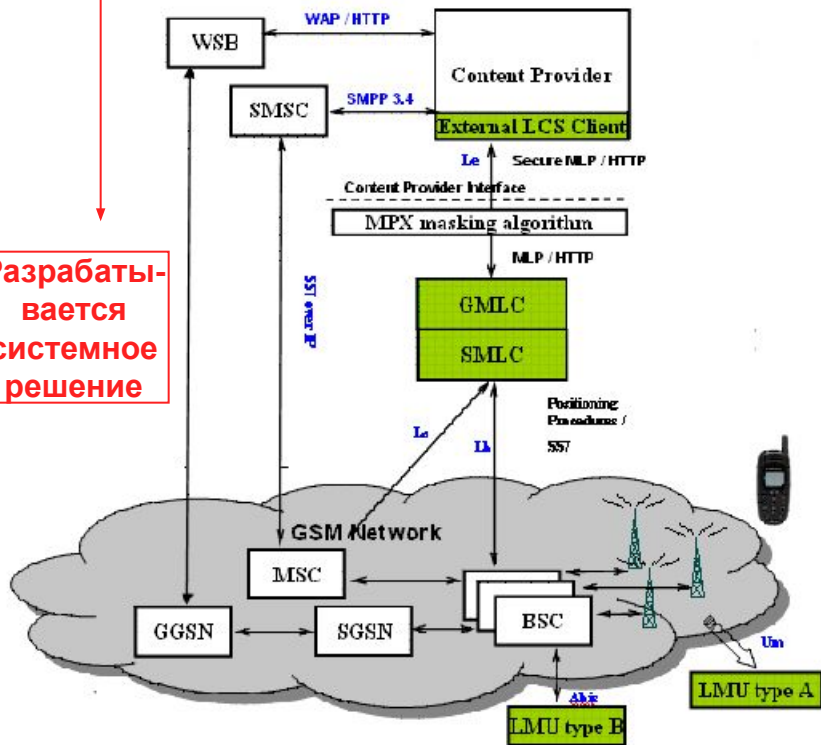 WAP / HTTP
WSB
Content Provider
SMSC
SMPP 3.4
External LCS Client
Le
Secure MLP / HTTP
Content Provider Interface
MPX masking algorithm
MLP / HTTP
Разрабаты-
вается
системное
решение
SS7 over IP
GMLC
SMLC
Positioning
Procedures /
SS7
Lb
GSM Network
MSC
GGSN
SGSN
BSC
Um
Abis
LMU type A
LMU type B